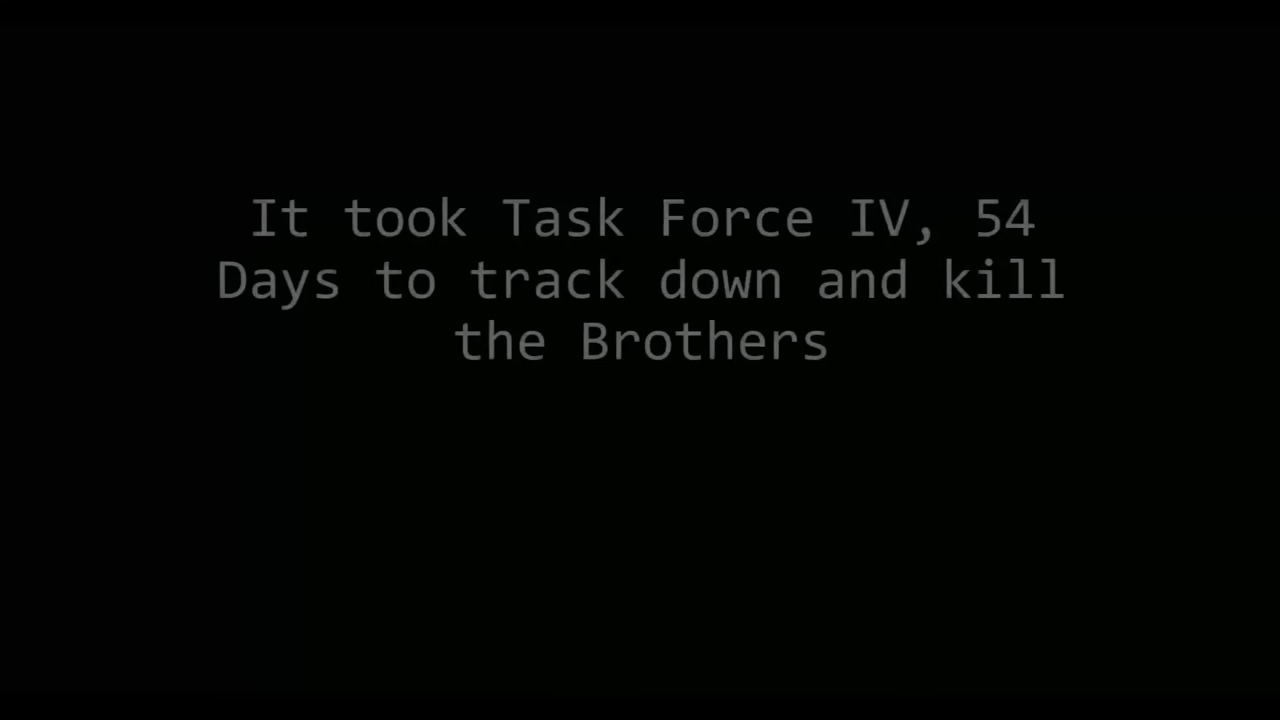 It took Task Force IV, 54
Days to track down and kill
the Brothers